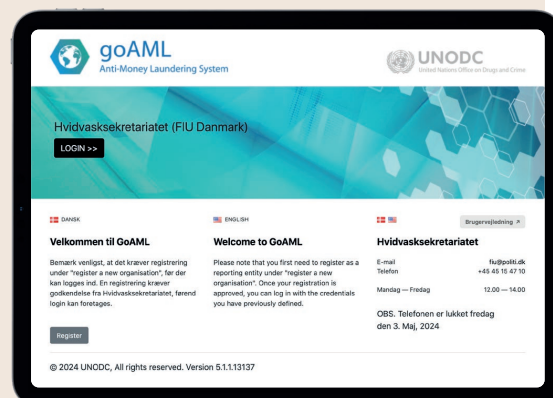 goAML
Anti-Money Laundering
System
UNODC
United Nations Office on Drugs and Crime
Hvidvasksekretariatet (FIU Danmark)
LOGIN >>
DANSK
Velkommen til GoAML
Bemærk venligst, at det kræver registrering
under "register a new organisation", før der
kan logges ind. En registrering kræver
godkendelse fra Hvidvasksekretariatet, førend
login kan foretages.
Register
ENGLISH
Welcome to GoAML
Please note that you first need to register as a
reporting entity under "register a new
organisation". Once your registration is
approved, you can log in with the credentials
you have previously defined.
Brugervejledning ↗
Hvidvasksekretariatet
E-mail fiu@politi.dk
Telefon +45 45 15 47 10
Mandag — Fredag 12.00 — 14.00
OBS. Telefonen er lukket fredag
den 3. Maj, 2024
© 2024 UNODC, All rights reserved. Version 5.1.1.13137